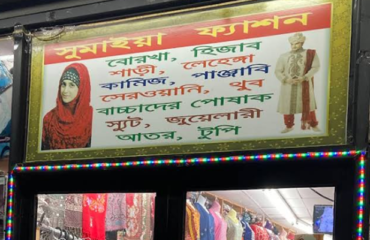 সুমাইয়া ফ্যাশন
বোরখা, হিজাব
শাড়ী, লেহেঙ্গা
কামিজ, পাঞ্জাবি
সেরওয়ানি, থুব
বাচ্চাদের পোষাক
স্যুট, জুয়েলারী
আতর, টুপি